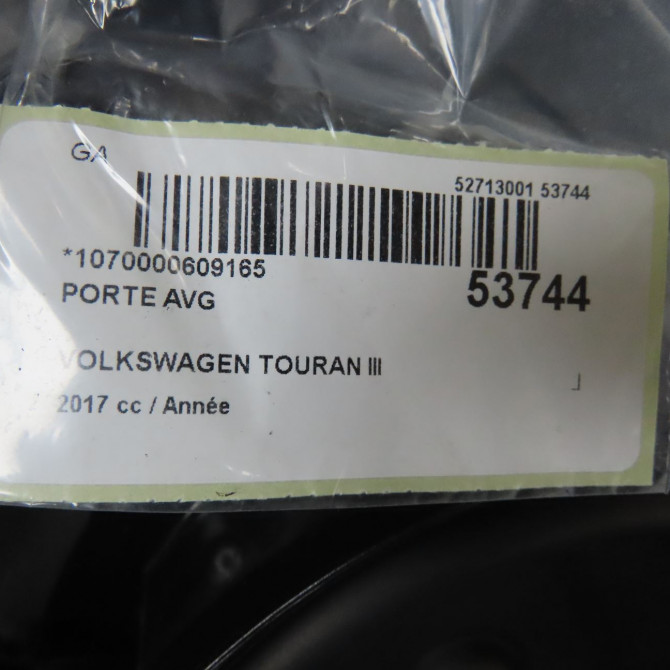 GA
52713001 53744
*1070000609165
53744
PORTE AVG
VOLKSWAGEN TOURAN III
2017 cc / Année